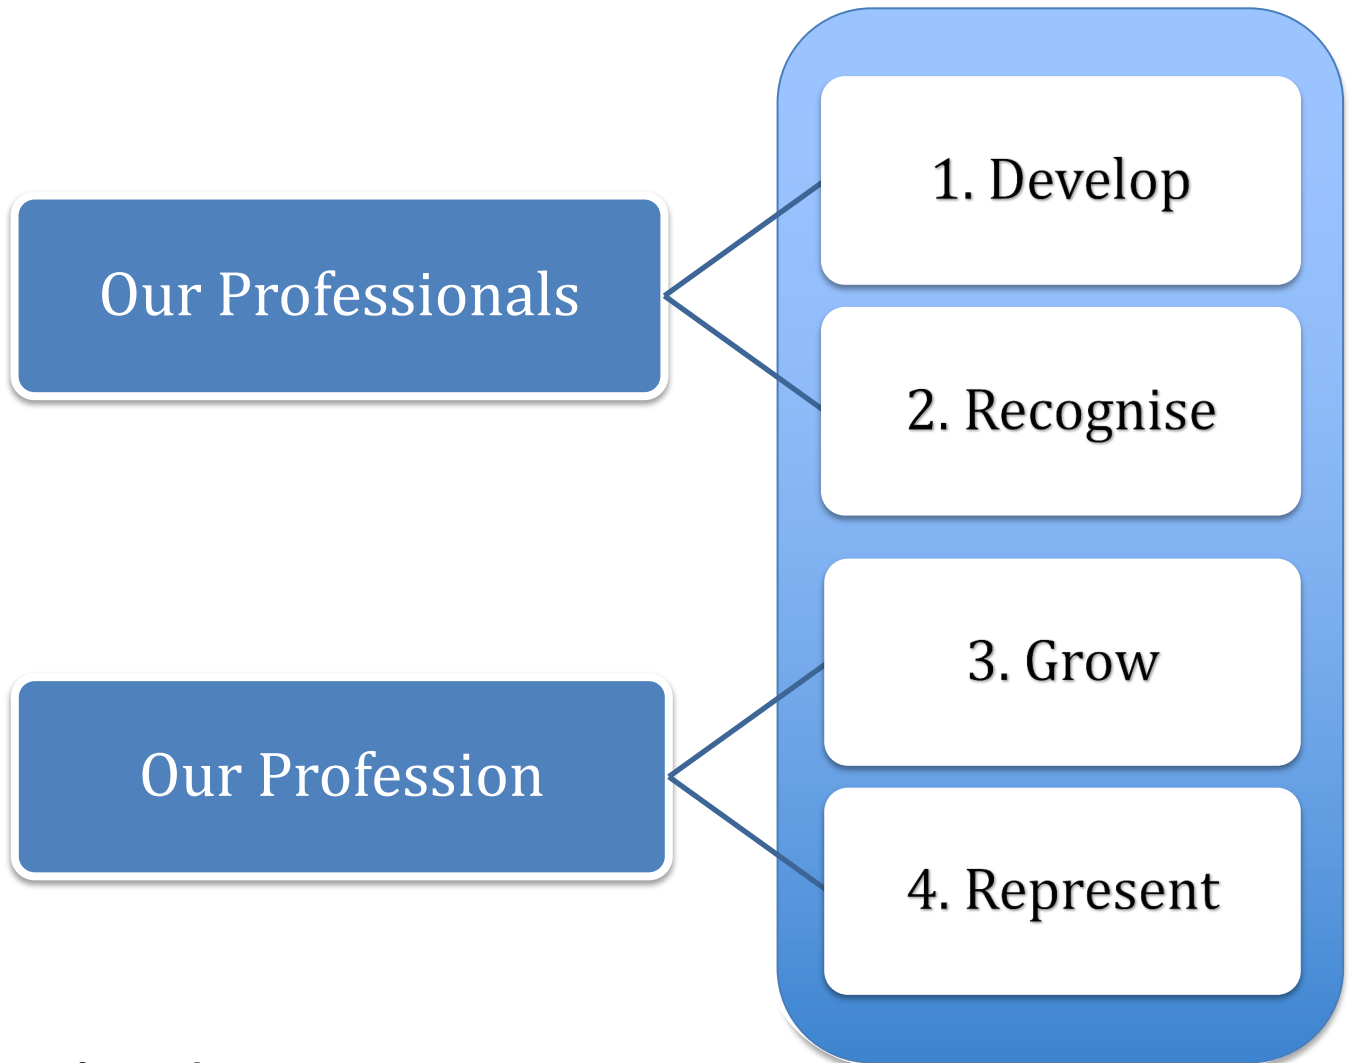 Our Professionals
1. Develop
2. Recognise
Our Profession
3. Grow
4. Represent